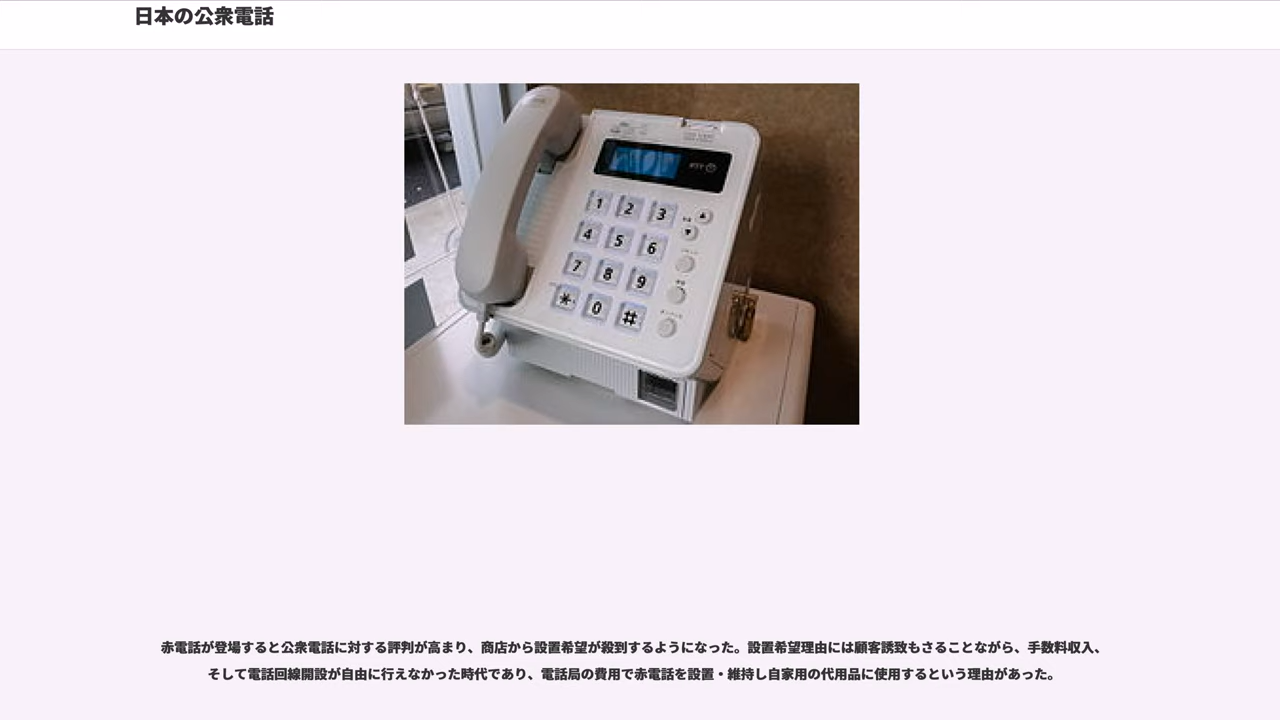 日本の公衆電話
1 2 3
4 5 6
7 8 9
* 0 #
赤電話が登場すると公衆電話に対する評判が高まり、商店から設置希望が殺到するようになった。設置希望理由には顧客誘致もさることながら、手数料収入、
そして電話回線開設が自由に行えなかった時代であり、電話局の費用で赤電話を設置・維持し自家用の代用品に使用するという理由があった。